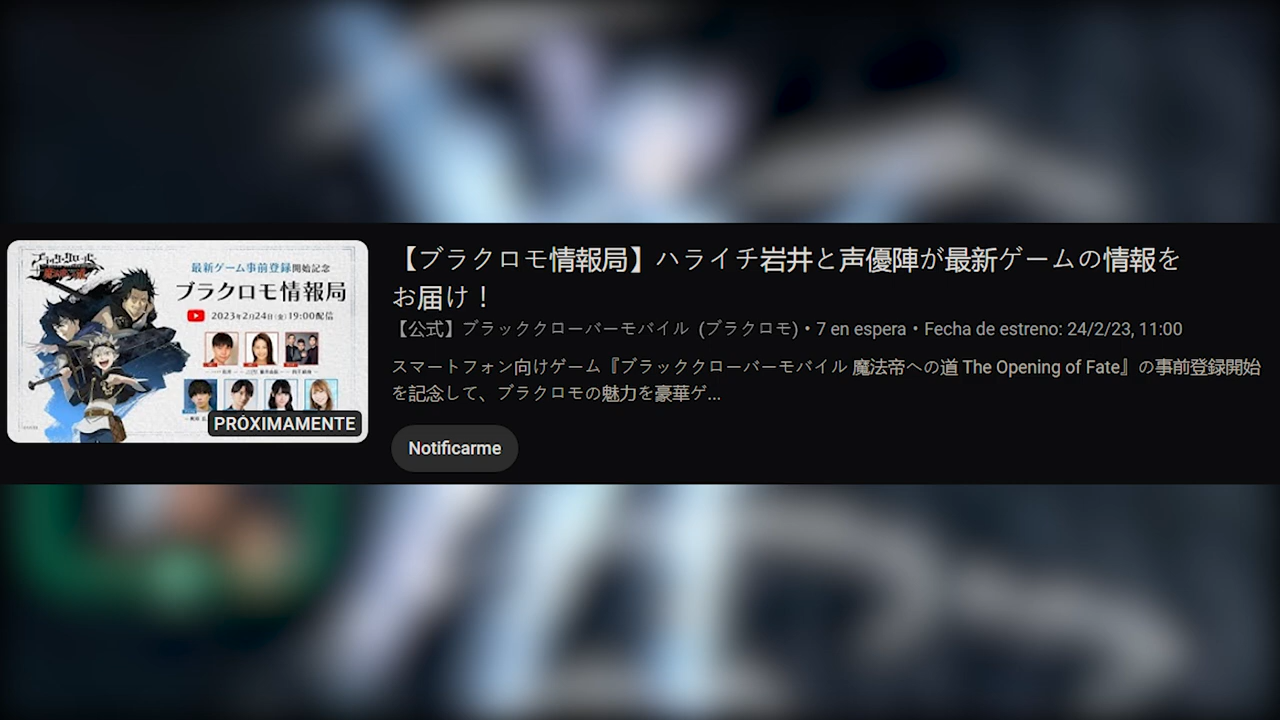 最新ゲーム事前登録開始記念
ブラクロモ情報局
2023年2月24日(金)19:00配信
PRÓXIMAMENTE
【ブラクロモ情報局】ハライチ岩井と声優陣が最新ゲームの情報を
お届け！
【公式】ブラッククローバーモバイル (ブラクロモ) • 7 en espera • Fecha de estreno: 24/2/23, 11:00
スマートフォン向けゲーム『ブラッククローバーモバイル 魔法帝への道 The Opening of Fate』の事前登録開始
を記念して、ブラクロモの魅力を豪華ゲ...
Notificarme